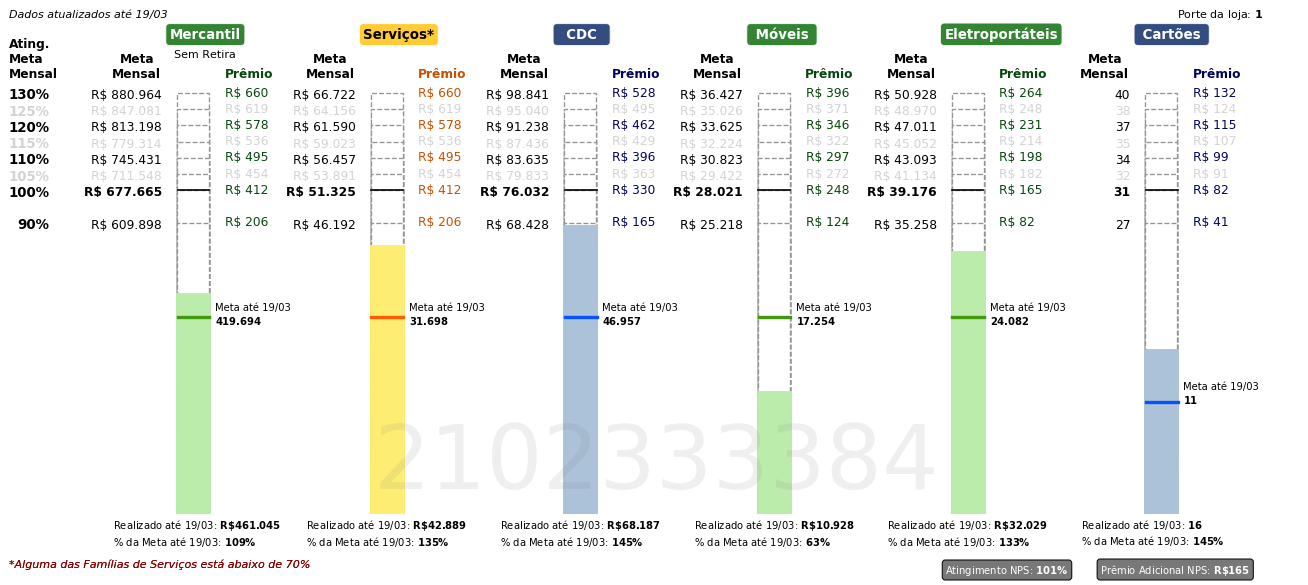 Dados atualizados até 19/03 Porte da loja: 1
Mercantil Serviços* CDC Móveis Eletroportáteis Cartões
Sem Retira
Ating. Meta Mensal Meta Mensal Prêmio Meta Mensal Prêmio Meta Mensal Prêmio Meta Mensal Prêmio Meta Mensal Prêmio Meta Mensal Prêmio
130% R$ 880.964 R$ 660 R$ 66.722 R$ 660 R$ 98.841 R$ 528 R$ 36.427 R$ 396 R$ 50.928 R$ 264 40 R$ 132
125% R$ 847.081 R$ 619 R$ 64.156 R$ 619 R$ 95.040 R$ 495 R$ 35.026 R$ 371 R$ 48.970 R$ 248 38 R$ 124
120% R$ 813.198 R$ 578 R$ 61.590 R$ 578 R$ 91.238 R$ 462 R$ 33.625 R$ 346 R$ 47.011 R$ 231 37 R$ 115
115% R$ 779.314 R$ 536 R$ 59.023 R$ 536 R$ 87.436 R$ 429 R$ 32.224 R$ 322 R$ 45.052 R$ 214 35 R$ 107
110% R$ 745.431 R$ 495 R$ 56.457 R$ 495 R$ 83.635 R$ 396 R$ 30.823 R$ 297 R$ 43.093 R$ 198 34 R$ 99
105% R$ 711.548 R$ 454 R$ 53.891 R$ 454 R$ 79.833 R$ 363 R$ 29.422 R$ 272 R$ 41.134 R$ 182 32 R$ 91
100% R$ 677.665 R$ 412 R$ 51.325 R$ 412 R$ 76.032 R$ 330 R$ 28.021 R$ 248 R$ 39.176 R$ 165 31 R$ 82
90% R$ 609.898 R$ 206 R$ 46.192 R$ 206 R$ 68.428 R$ 165 R$ 25.218 R$ 124 R$ 35.258 R$ 82 27 R$ 41
Meta até 19/03 Meta até 19/03 Meta até 19/03 Meta até 19/03 Meta até 19/03
419.694 31.698 46.957 17.254 24.082
Meta até 19/03
11
2102333384
Realizado até 19/03: R$461.045 Realizado até 19/03: R$42.889 Realizado até 19/03: R$68.187 Realizado até 19/03: R$10.928 Realizado até 19/03: R$32.029 Realizado até 19/03: 16
% da Meta até 19/03: 109% % da Meta até 19/03: 135% % da Meta até 19/03: 145% % da Meta até 19/03: 63% % da Meta até 19/03: 133% % da Meta até 19/03: 145%
*Alguma das Famílias de Serviços está abaixo de 70% Atingimento NPS: 101% Prêmio Adicional NPS: R$165